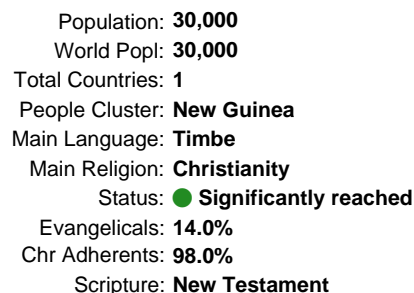 Population: 30,000
World Popl: 30,000
Total Countries: 1
People Cluster: New Guinea
Main Language: Timbe
Main Religion: Christianity
Status: Significantly reached
Evangelicals: 14.0%
Chr Adherents: 98.0%
Scripture: New Testament